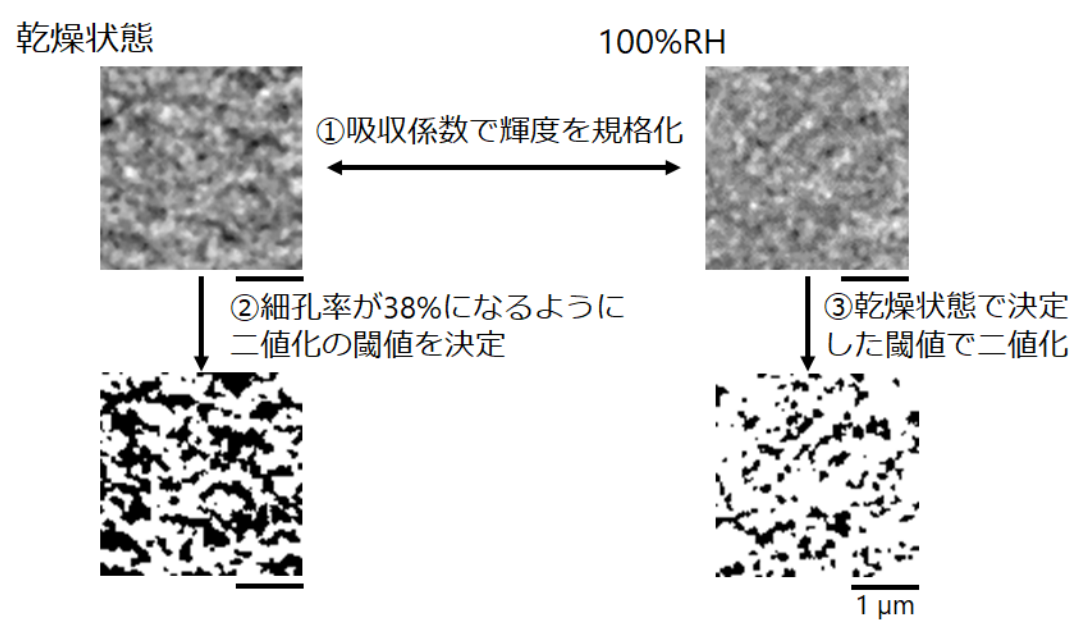 乾燥状態
100%RH
①吸収係数で輝度を規格化
②細孔率が38%になるように
二値化の閾値を決定
③乾燥状態で決定
した閾値で二値化
1 µm